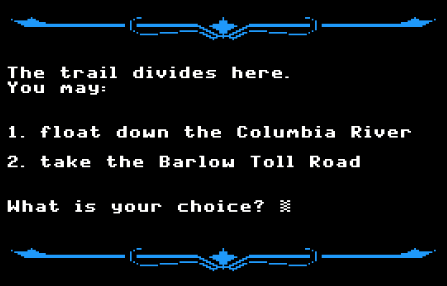 The trail divides here.
You may:
1. float down the Columbia River
2. take the Barlow Toll Road
What is your choice?